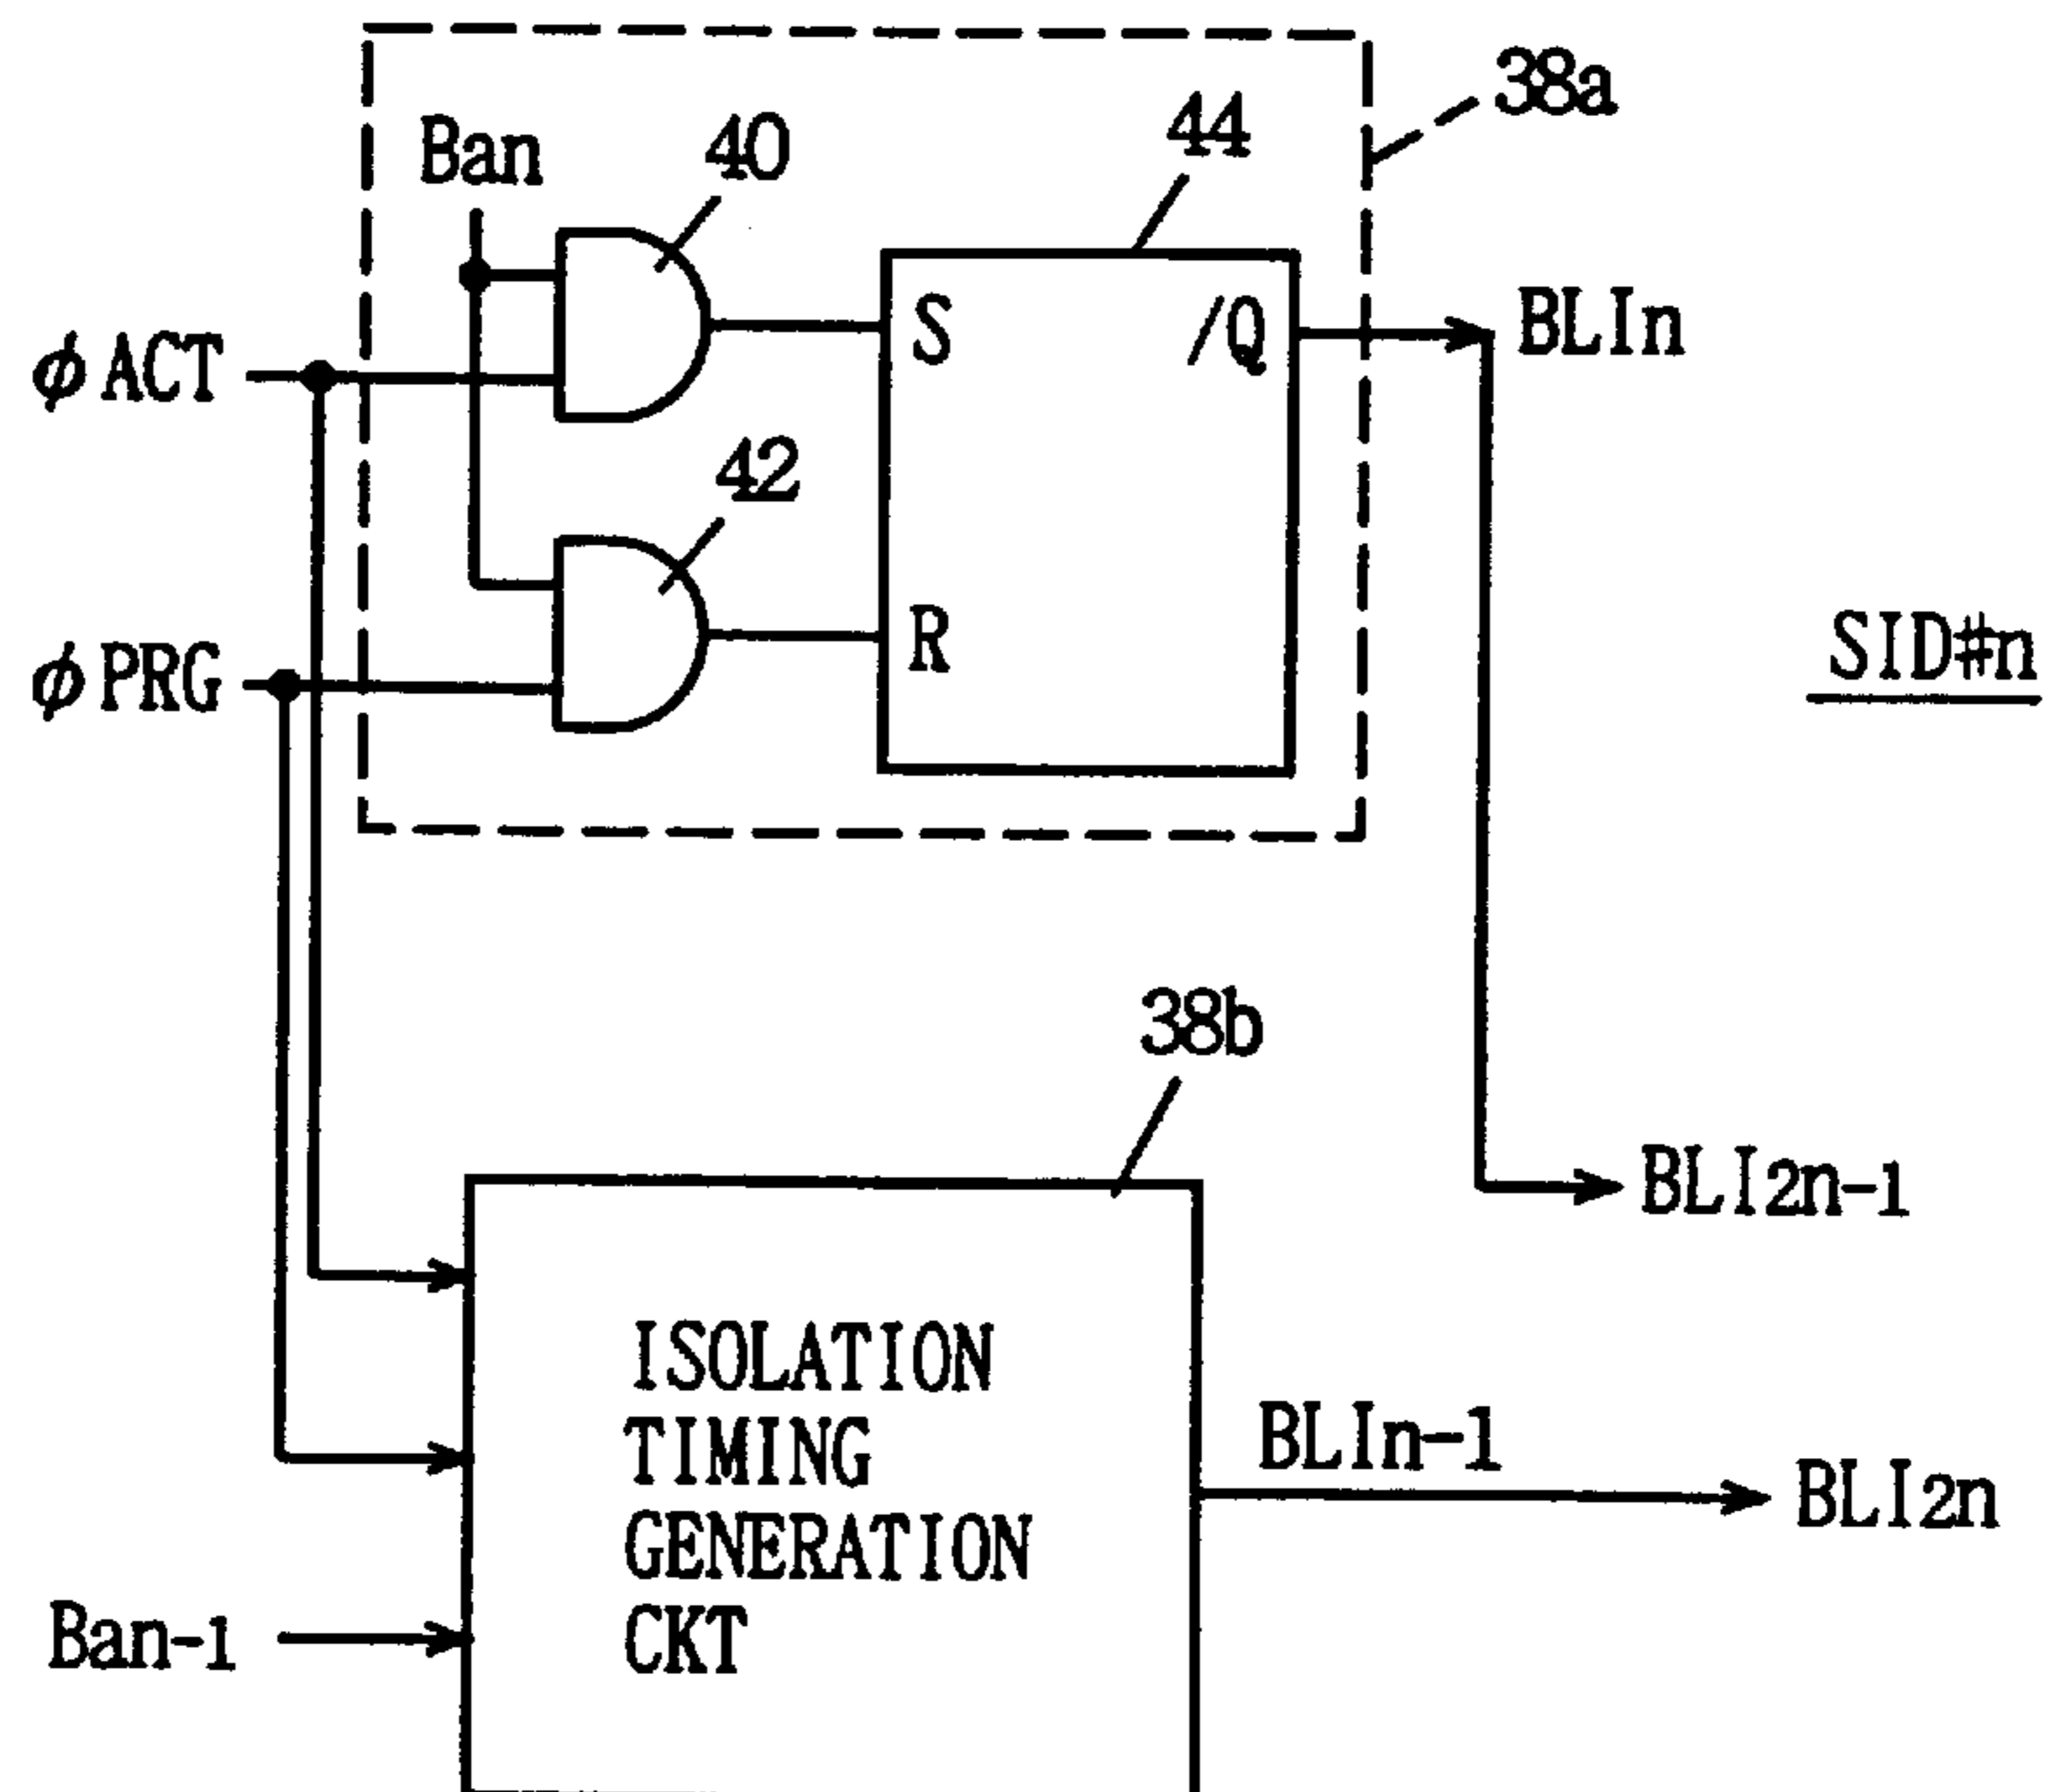 38a
44
40
Ban
S
/Q
BLIn
φACT
42
R
φPRG
SID#n
38b
BLI2n-1
ISOLATION
TIMING
GENERATION
CKT
BLIn-1
BLI2n
Ban-1